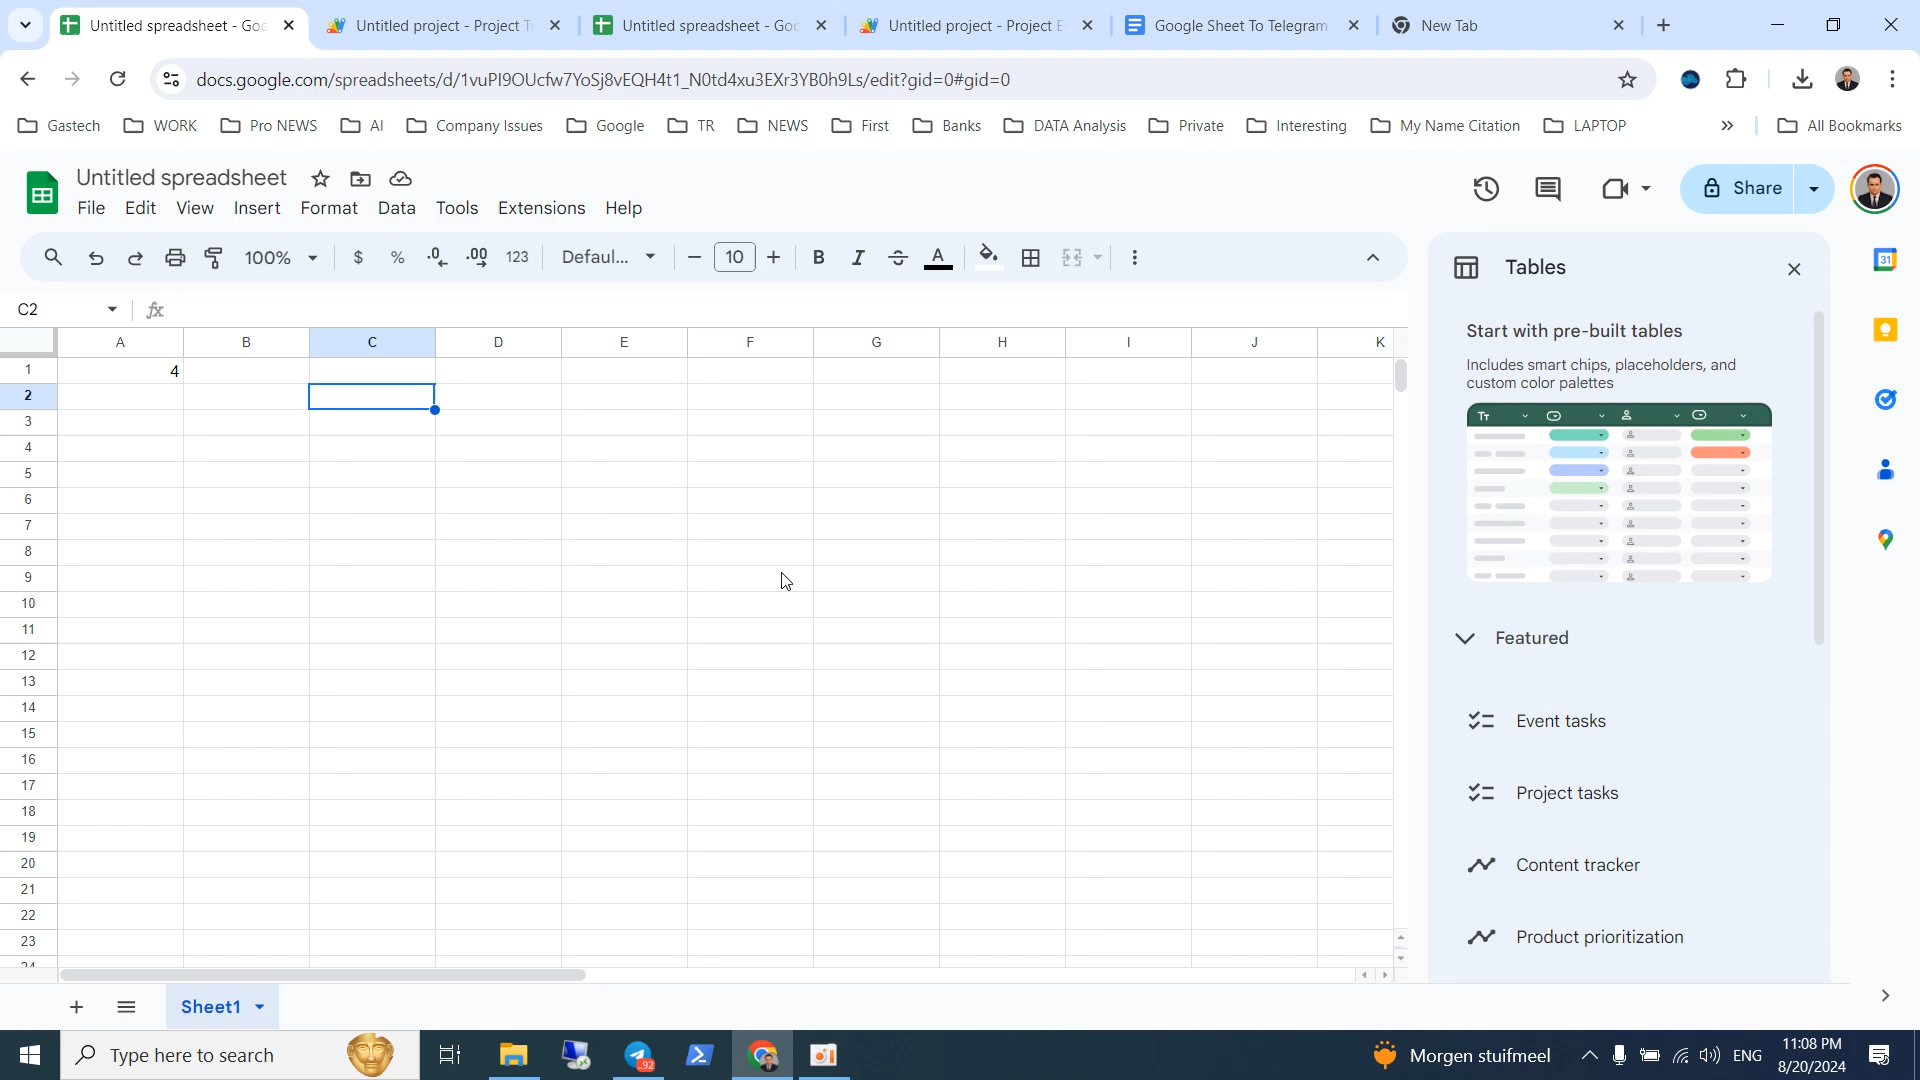 Untitled spreadsheet - Goo
Untitled project - Project Tr
Untitled spreadsheet - Goo
Untitled project - Project E
Google Sheet To Telegram
New Tab
docs.google.com/spreadsheets/d/1vuPI9OUcfw7YoSj8vEQH4t1_N0td4xu3EXr3YB0h9Ls/edit?gid=0#gid=0
Gastech
WORK
Pro NEWS
AI
Company Issues
Google
TR
NEWS
First
Banks
DATA Analysis
Private
Interesting
My Name Citation
LAPTOP
All Bookmarks
Untitled spreadsheet
File Edit View Insert Format Data Tools Extensions Help
Share
100% $ % .0 .00 123 Defaul... 10 B I A
31
Tables
C2
fx
A B C D E F G H I J K
Start with pre-built tables
Includes smart chips, placeholders, and
custom color palettes
Tт
1 4
2
3
4
5
6
7
8
9
10
11
12
13
14
15
16
17
18
19
20
21
22
23
24
Featured
Event tasks
Project tasks
Content tracker
Product prioritization
Sheet1
Type here to search
92
Morgen stuifmeel
ENG
11:08 PM
8/20/2024